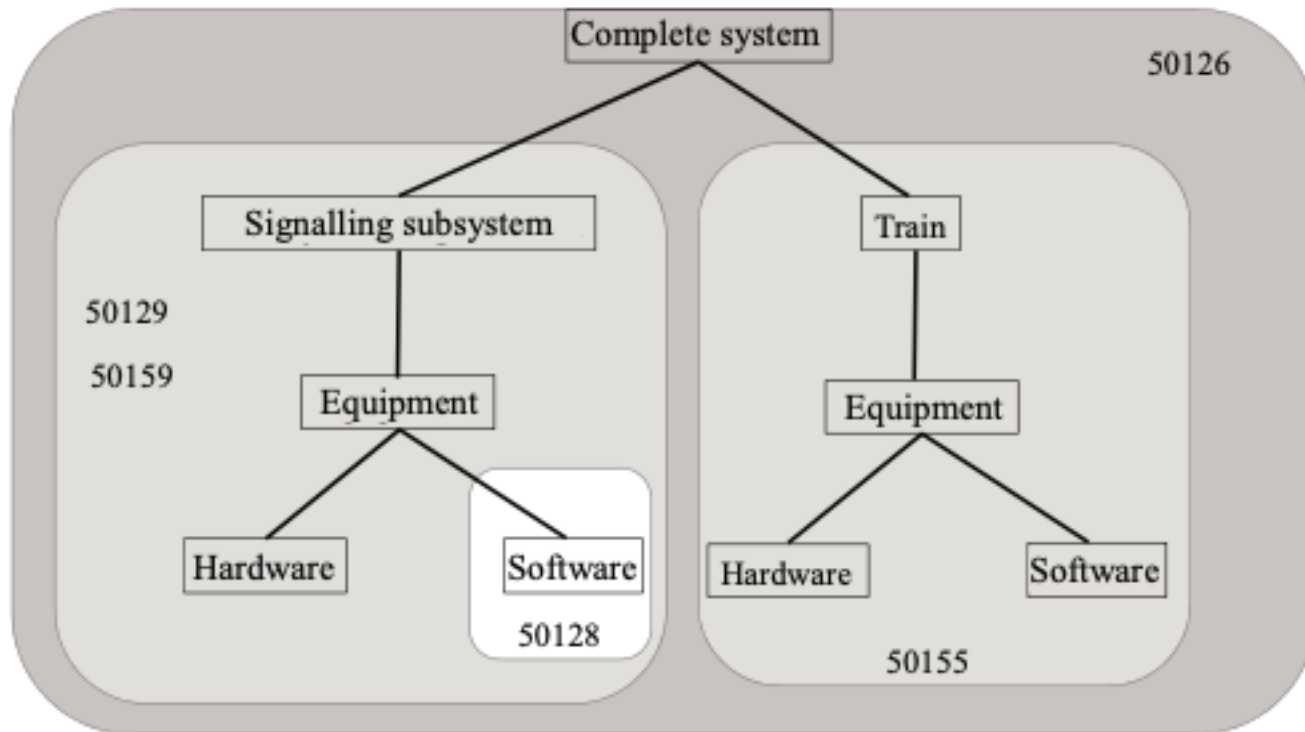 Complete system
50126
Signalling subsystem
Train
50129
50159
Equipment
Equipment
Hardware
Software
Hardware
Software
50128
50155